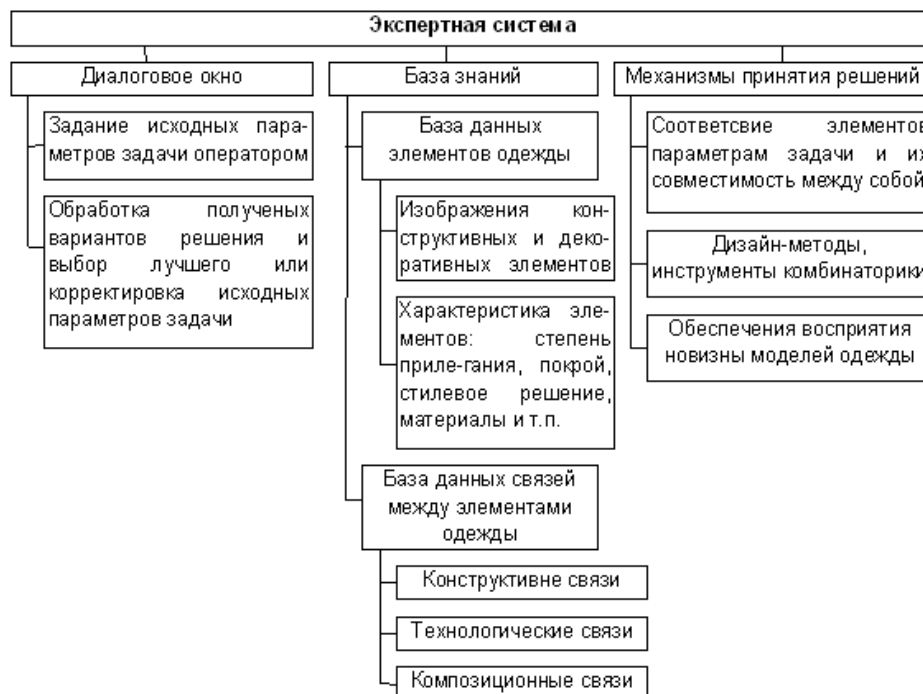 Экспертная система
Диалоговое окно
Задание исходных пара-
метров задачи оператором
Обработка полученых
вариантов решения и
выбор лучшего или
корректировка исходных
параметров задачи
База знаний
База данных
элементов одежды
Изображения кон-
структивных и деко-
ративных элементов
Характеристика эле-
ментов: степень
приле-гания, покрой,
стилевое решение,
материалы и т.п.
База данных связей
между элементами
одежды
Конструктивне связи
Технологические связи
Композиционные связи
Механизмы принятия решений
Соответсвие элементов
параметрам задачи и их
совместимость между собой
Дизайн-методы,
инструменты комбинаторики
Обеспечения восприятия
новизны моделей одежды